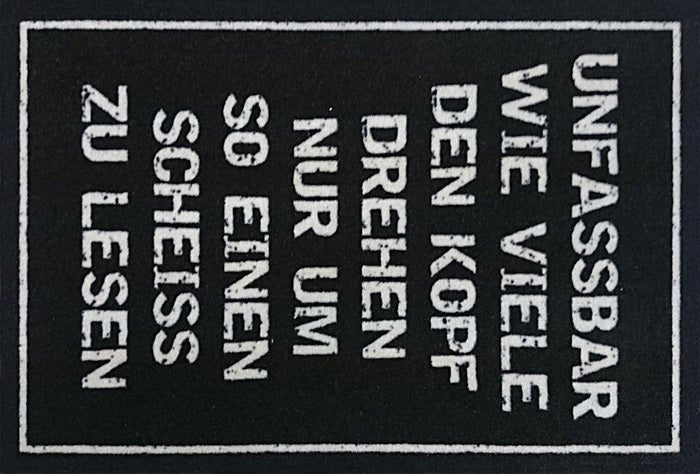 UNFASSBAR
WIE VIELE
DEN KOPF
DREHEN
NUR UM
SO EINEN
SCHEISS
ZU LESEN